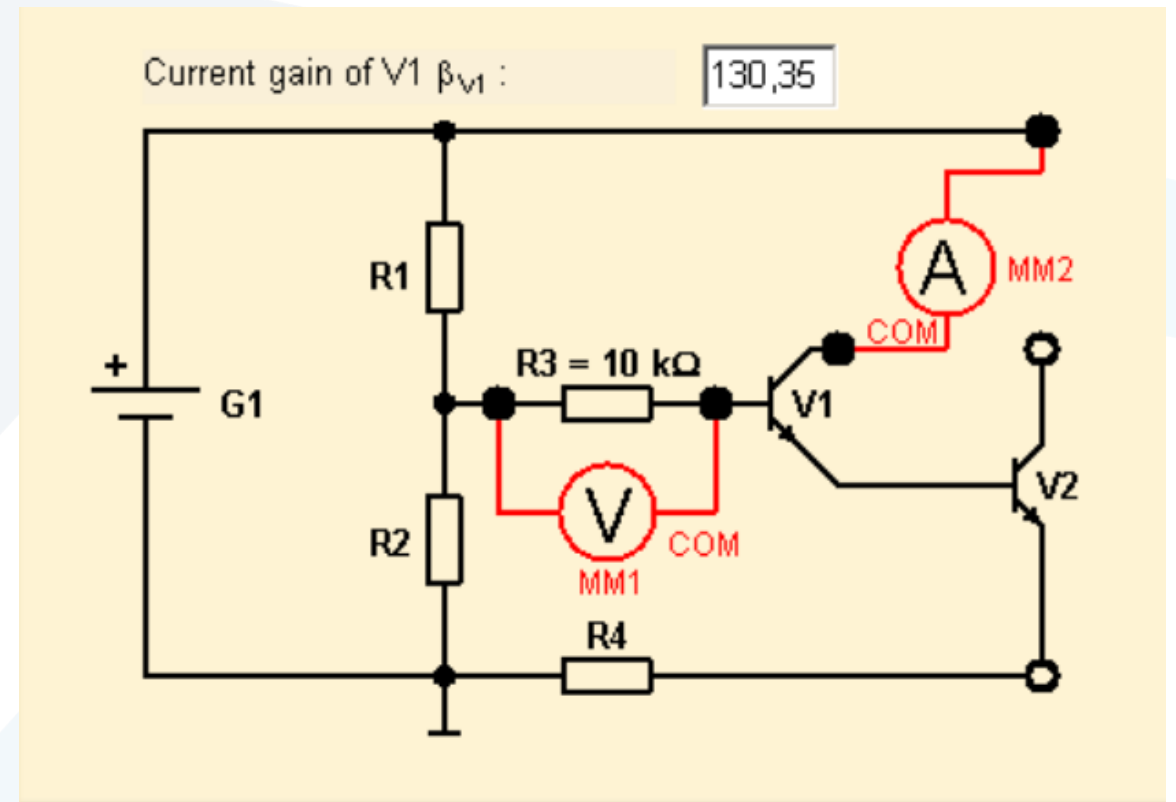 Current gain of V1 βV1 : 130,35
R1
A MM2
COM
R3 = 10 kΩ
+
G1
V1
V2
R2
V
COM
MM1
R4